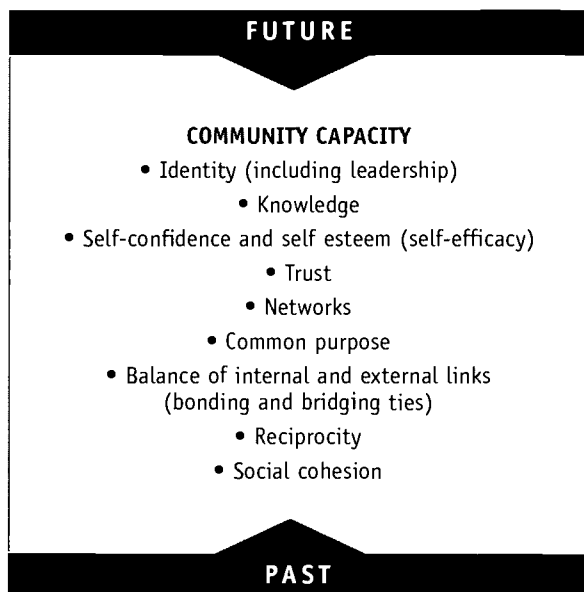 FUTURE
COMMUNITY CAPACITY
• Identity (including leadership)
• Knowledge
• Self-confidence and self esteem (self-efficacy)
• Trust
• Networks
• Common purpose
• Balance of internal and external links
(bonding and bridging ties)
• Reciprocity
• Social cohesion
PAST